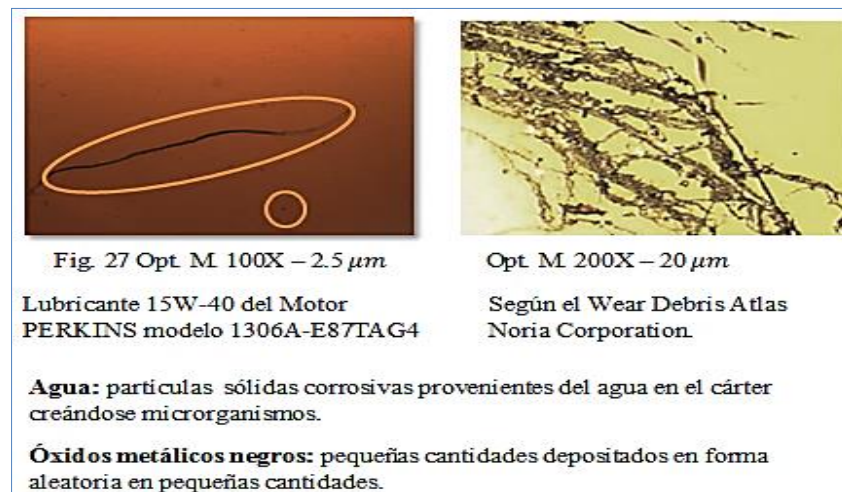 Fig. 27 Opt. M. 100X – 2.5 μm
Opt. M. 200X – 20 μm
Lubricante 15W-40 del Motor
PERKINS modelo 1306A-E87TAG4
Según el Wear Debris Atlas
Noria Corporation.
Agua: partículas sólidas corrosivas provenientes del agua en el cárter
creándose microrganismos.
Óxidos metálicos negros: pequeñas cantidades depositados en forma
aleatoria en pequeñas cantidades.